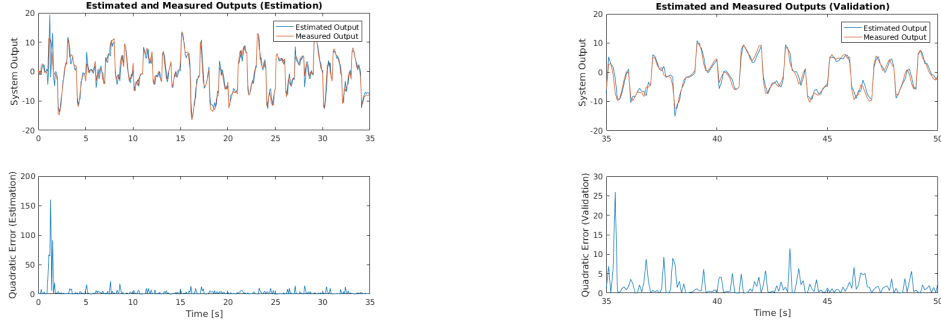 Estimated and Measured Outputs (Estimation)
System Output
20
10
0
-10
-20
0 5 10 15 20 25 30 35
Estimated Output
Measured Output
Quadratic Error (Estimation)
200
150
100
50
0
0 5 10 15 20 25 30 35
Time [s]
Estimated and Measured Outputs (Validation)
System Output
20
10
0
-10
-20
35 40 45 50
Estimated Output
Measured Output
Quadratic Error (Validation)
30
25
20
15
10
5
0
35 40 45 50
Time [s]